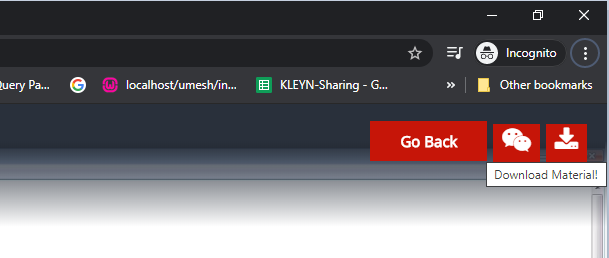 Incognito
Query Pa... localhost/umesh/in... KLEYN-Sharing - G... » Other bookmarks
Go Back
Download Material!